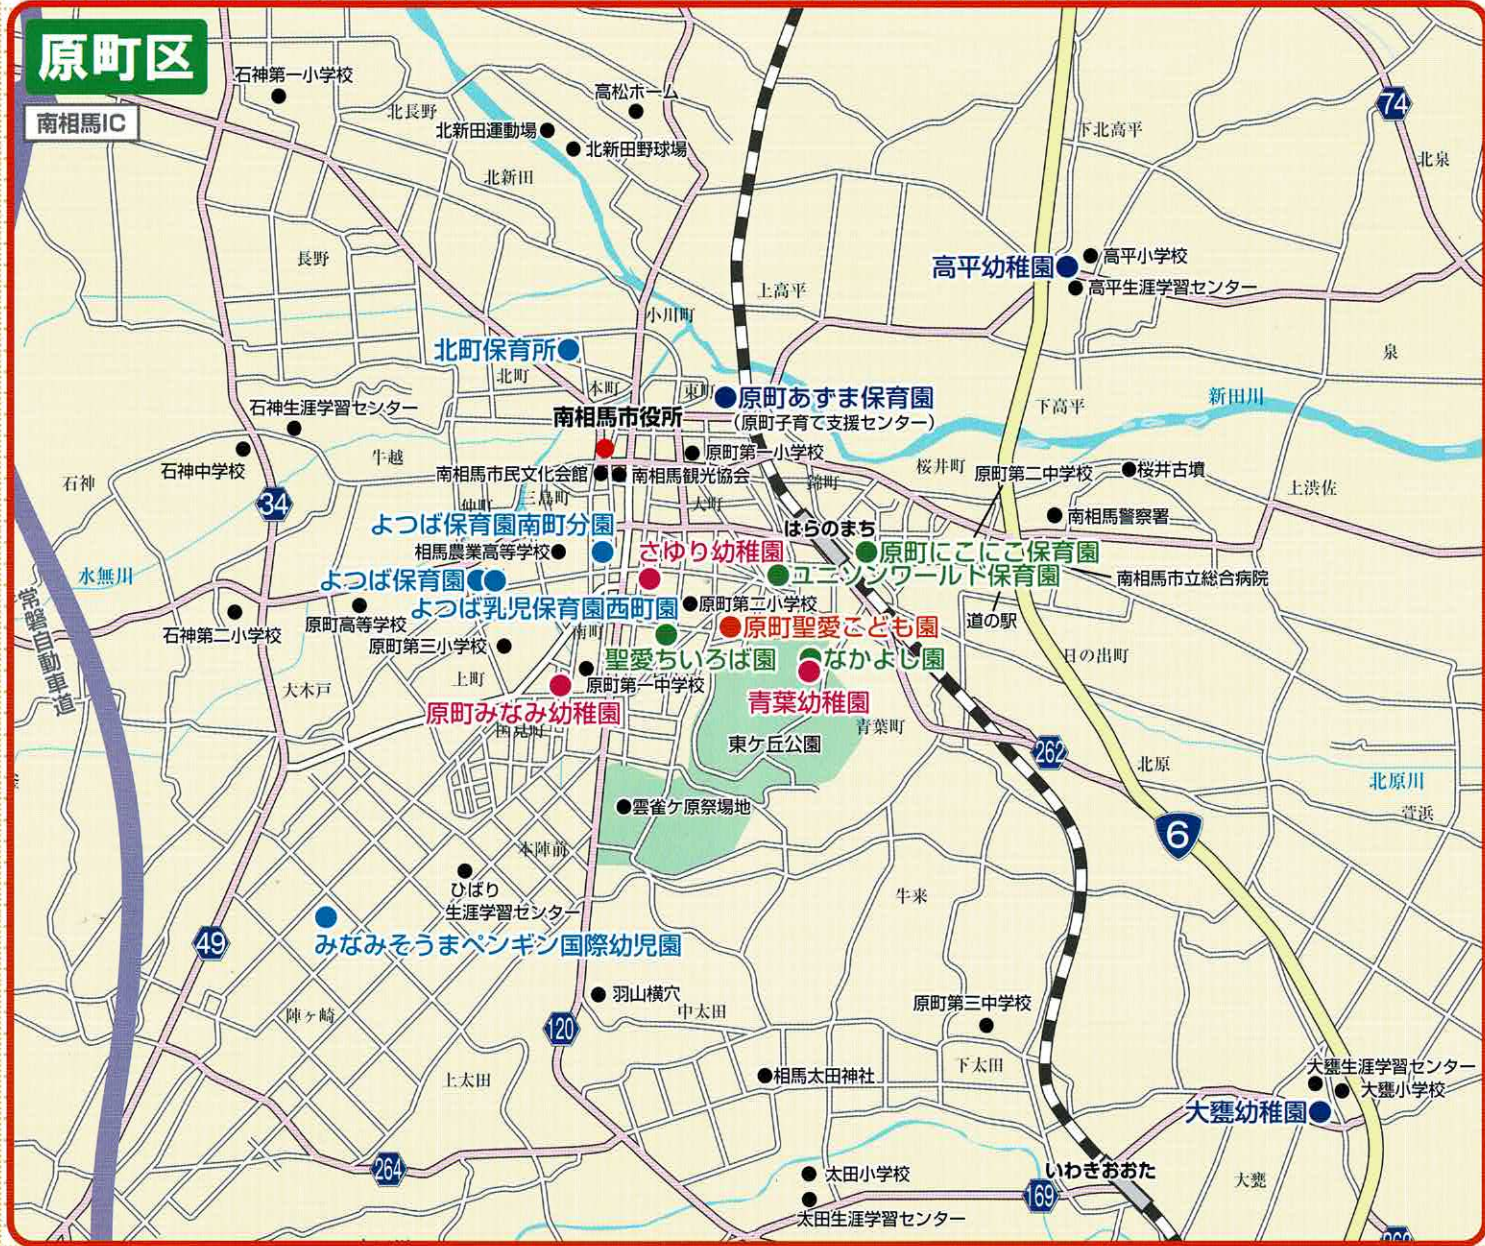 原町区
南相馬IC
石神第一小学校
北長野
高松ホーム
北新田運動場
北新田野球場
北新田
下北高平
74
北泉
長野
高平幼稚園
高平小学校
高平生涯学習センター
上高平
小川町
北町保育所
北町
本町
東町
原町あずま保育園
(原町子育て支援センター)
泉
新田川
下高平
石神生涯学習センター
南相馬市役所
石神中学校
牛越
原町第一小学校
南相馬市民文化会館
南相馬観光協会
石神
34
仲町
三島町
大町
錦町
桜井町
原町第二中学校
桜井古墳
上渋佐
南相馬警察署
はらのまち
よつば保育園南町分園
相馬農業高等学校
さゆり幼稚園
原町にこにこ保育園
ユニソンワールド保育園
南相馬市立総合病院
水無川
よつば保育園
よつば乳児保育園西町園
原町第二小学校
道の駅
常磐自動車道
石神第二小学校
原町高等学校
原町第三小学校
南町
原町聖愛こども園
聖愛ちいろば園
なかよし園
日の出町
大木戸
上町
原町第一中学校
原町みなみ幼稚園
青葉幼稚園
国見町
東ケ丘公園
青葉町
262
北原
北原川
萱浜
雲雀ケ原祭場地
6
本陣前
ひばり
生涯学習センター
牛来
49
みなみそうまペンギン国際幼児園
羽山横穴
中太田
原町第三中学校
陣ヶ崎
120
上太田
相馬太田神社
下太田
大甕生涯学習センター
大甕小学校
大甕幼稚園
264
太田小学校
いわきおおた
169
大甕
太田生涯学習センター